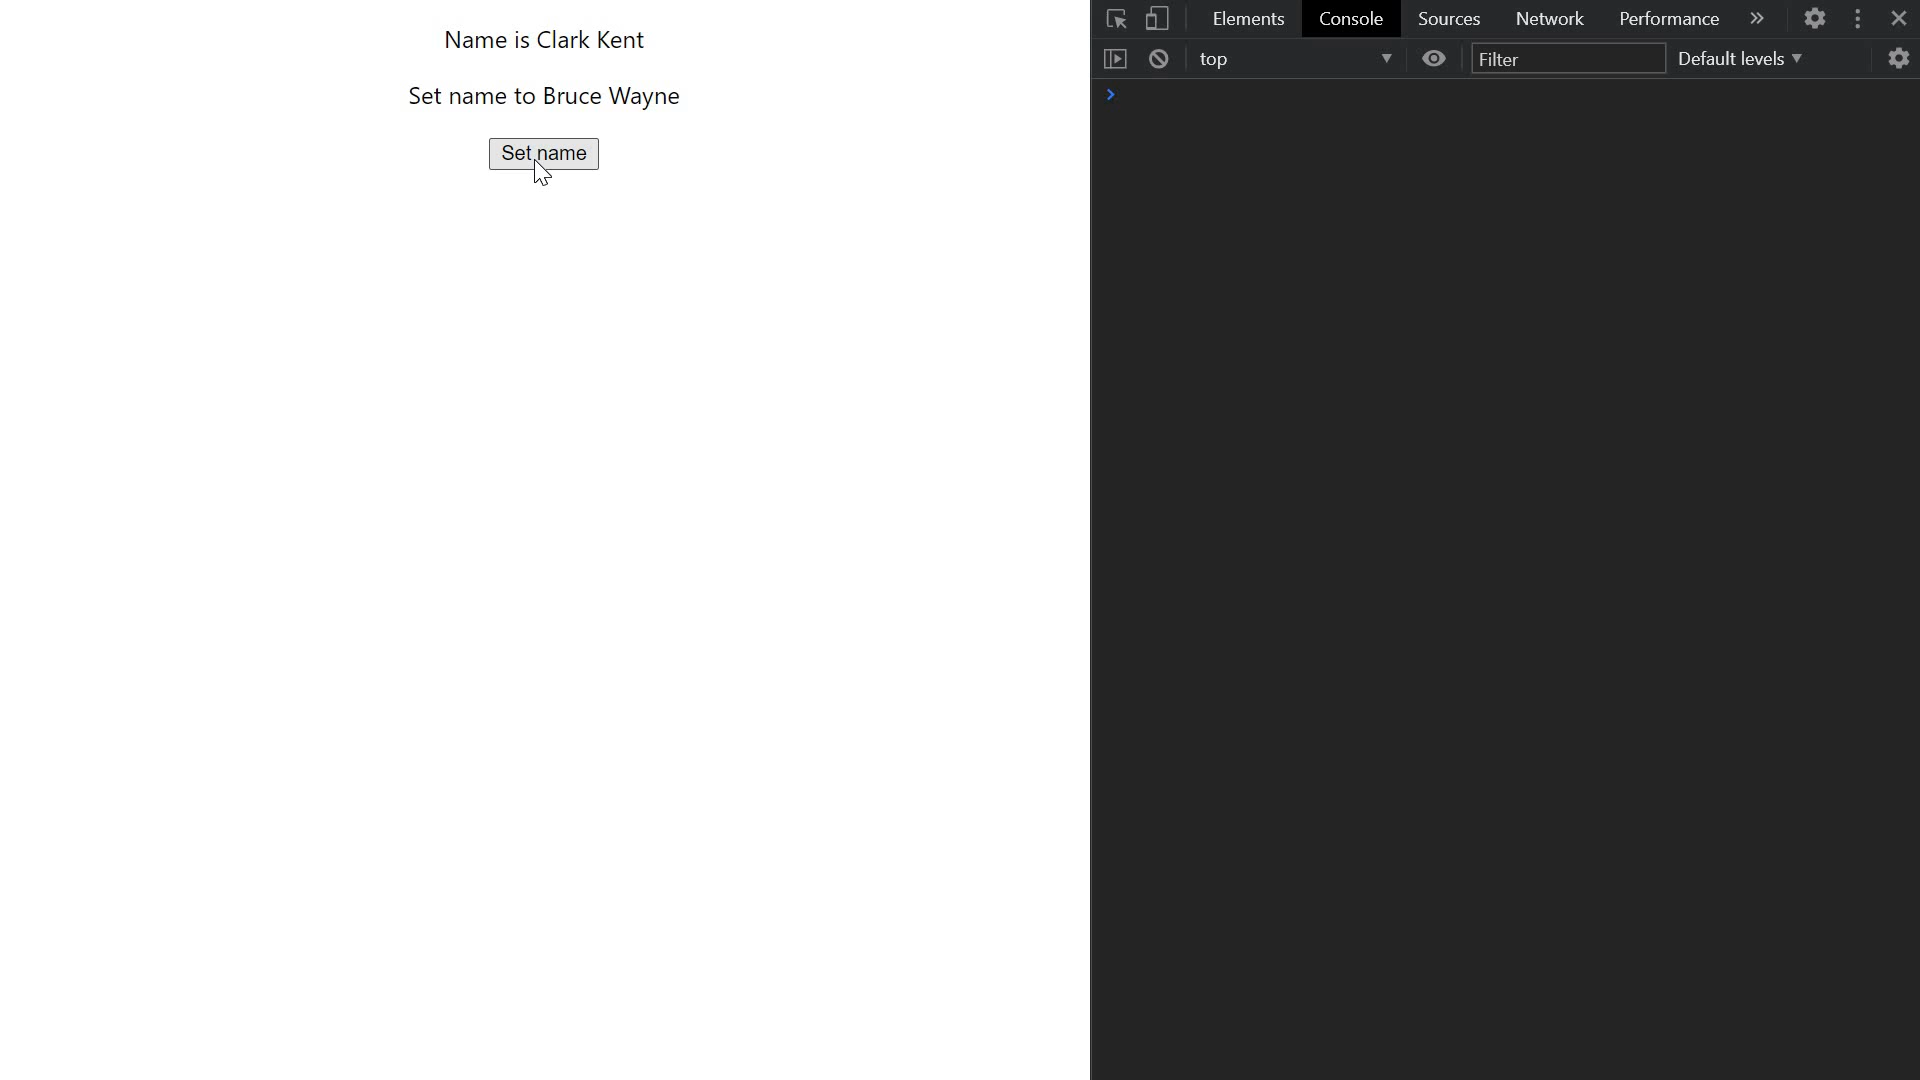 Name is Clark Kent
Set name to Bruce Wayne
Set name
Elements Console Sources Network Performance
top Filter Default levels